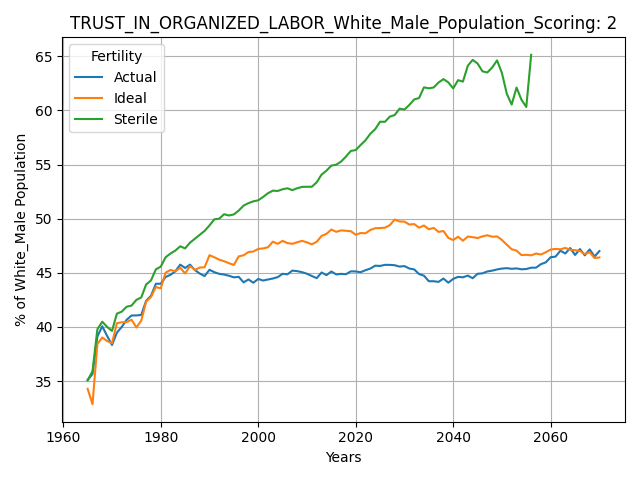 TRUST_IN_ORGANIZED_LABOR_White_Male_Population_Scoring: 2
Fertility
Actual
Ideal
Sterile
% of White_Male Population
65
60
55
50
45
40
35
1960
1980
2000
2020
2040
2060
Years